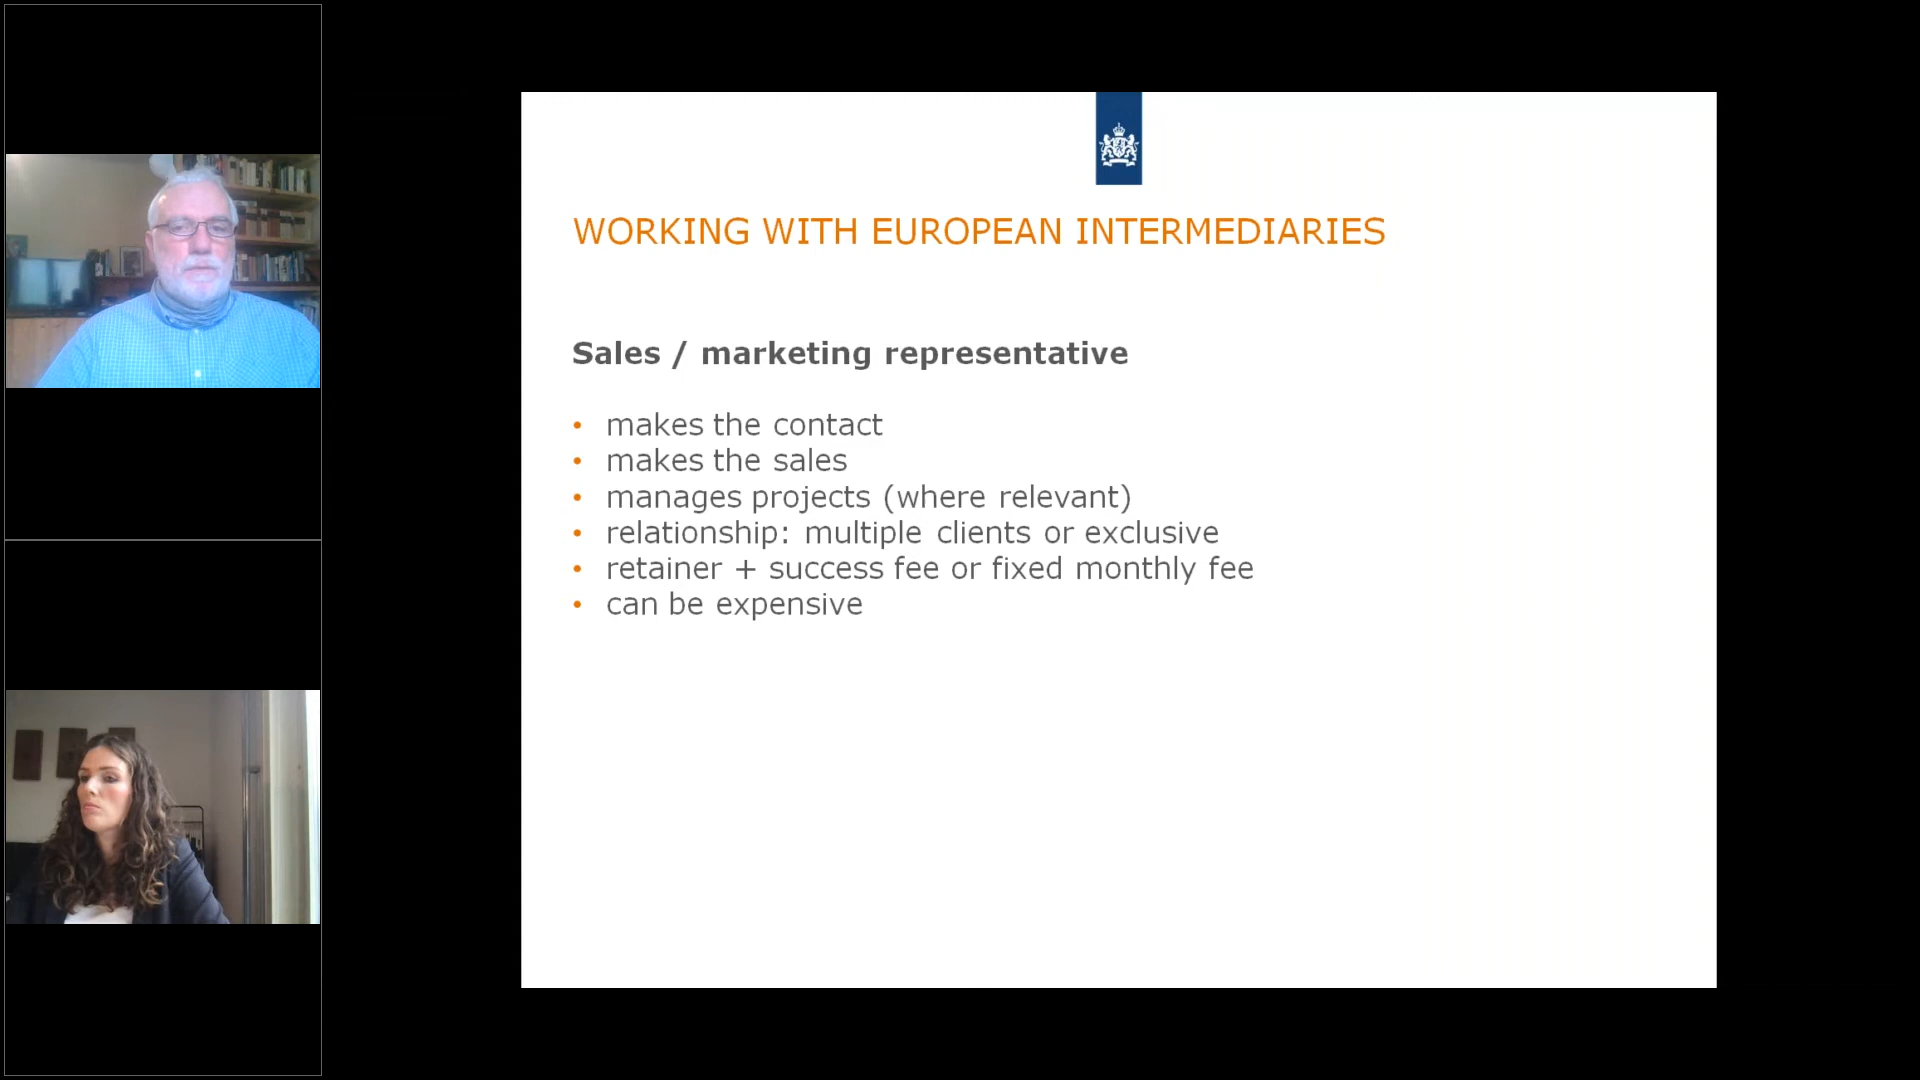 WORKING WITH EUROPEAN INTERMEDIARIES
Sales / marketing representative
• makes the contact
• makes the sales
• manages projects (where relevant)
• relationship: multiple clients or exclusive
• retainer + success fee or fixed monthly fee
• can be expensive